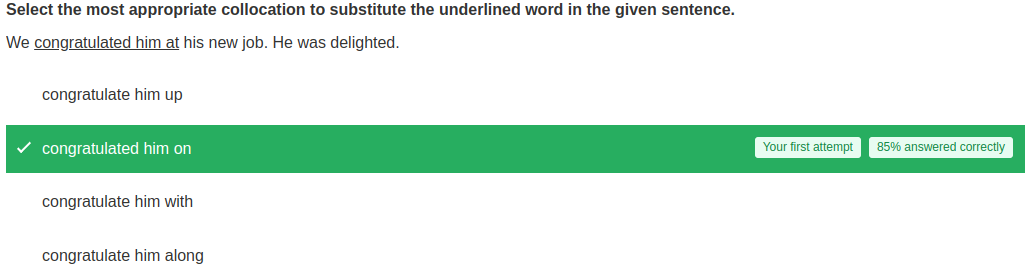 Select the most appropriate collocation to substitute the underlined word in the given sentence.
We congratulated him at his new job. He was delighted.
congratulate him up
congratulated him on Your first attempt 85% answered correctly
congratulate him with
congratulate him along